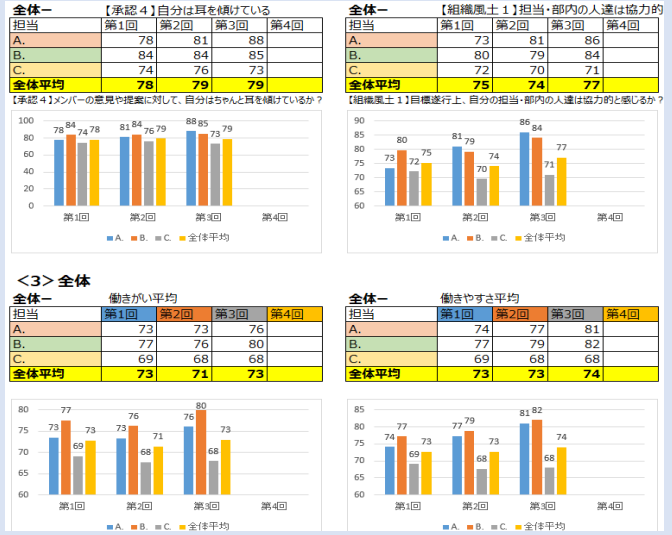 全体－ 【承認４】自分は耳を傾けている
担当 第1回 第2回 第3回 第4回
A. 78 81 88
B. 84 84 85
C. 74 76 73
全体平均 78 79 79
【承認４】メンバーの意見や提案に対して、自分はちゃんと耳を傾けているか？
100
80
60
40
20
0
78 84 74 78 81 84 76 79 88 85 73 79
第1回 第2回 第3回 第4回
A. B. C. 全体平均
全体－ 【組織風土１】担当・部内の人達は協力的
担当 第1回 第2回 第3回 第4回
A. 73 81 86
B. 80 79 84
C. 72 70 71
全体平均 75 74 77
【組織風土１】目標遂行上、自分の担当・部内の人達は協力的と感じるか？
90
85
80
75
70
65
60
73 80 72 75 81 79 70 74 86 84 71 77
第1回 第2回 第3回 第4回
A. B. C. 全体平均
＜3＞全体
全体－ 働きがい平均
担当 第1回 第2回 第3回 第4回
A. 73 73 76
B. 77 76 80
C. 69 68 68
全体平均 73 71 73
80
75
70
65
60
73 77 69 73 73 76 68 71 76 80 68 73
第1回 第2回 第3回 第4回
A. B. C. 全体平均
全体－ 働きやすさ平均
担当 第1回 第2回 第3回 第4回
A. 74 77 81
B. 77 79 82
C. 69 68 68
全体平均 73 73 74
85
80
75
70
65
60
74 77 69 73 77 79 68 73 81 82 68 74
第1回 第2回 第3回 第4回
A. B. C. 全体平均